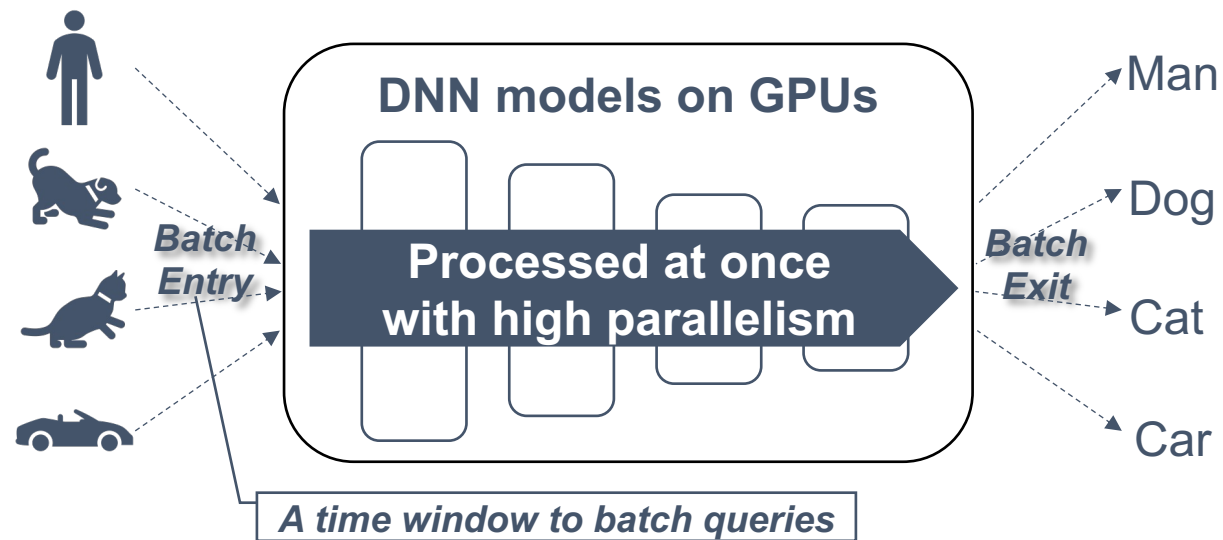 DNN models on GPUs
Man
Dog
Batch
Entry
Processed at once
with high parallelism
Batch
Exit
Cat
Car
A time window to batch queries